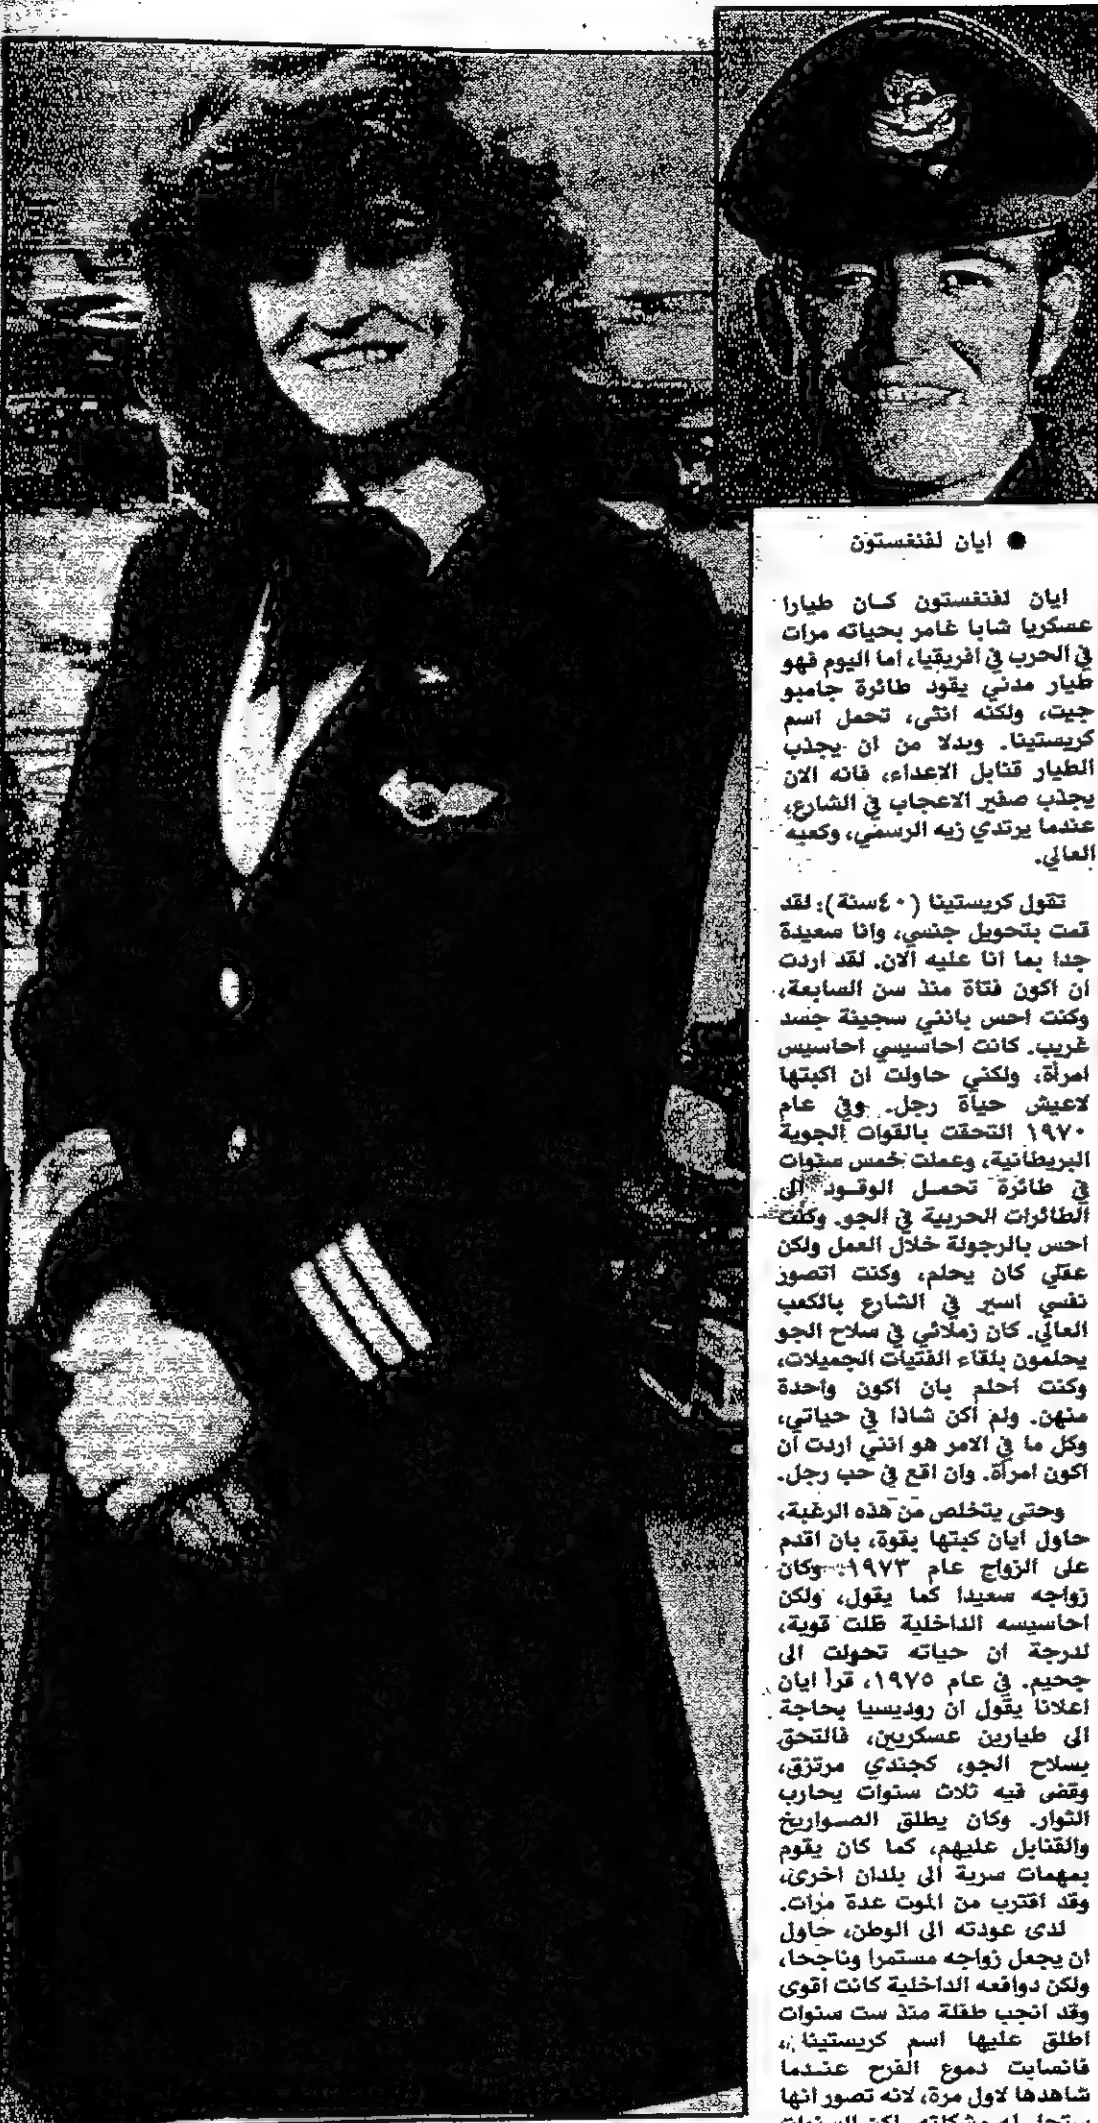 ● ايان لفنغستون
ايان لفنغستون كان طيارا
عسكريا شابا غامر بحياته مرات
في الحرب في افريقيا، اما اليوم فهو
طيار مدني يقود طائرة جامبو
جيت، ولكنه انثى، تحمل اسم
كريستينا. وبدلا من ان يجذب
الطيار قنابل الاعداء، فانه الان
يجذب صفير الاعجاب في الشارع،
عندما يرتدي زيه الرسمي، وكعبه
العالي.
تقول كريستينا (٤٠سنة): لقد
قمت بتحويل جنسي، وانا سعيدة
جدا بما انا عليه الان. لقد اردت
ان اكون فتاة منذ سن السابعة،
وكنت احس بانني سجينة جسد
غريب. كانت احاسيسي احاسيس
امرأة، ولكني حاولت ان اكبتها
لاعيش حياة رجل. وفي عام
١٩٧٠ التحقت بالقوات الجوية
البريطانية، وعملت خمس سنوات
في طائرة تحمل الوقود الى
الطائرات الحربية في الجو. وكنت
احس بالرجولة خلال العمل ولكن
عقلي كان يحلم، وكنت اتصور
نفسي اسير في الشارع بالكعب
العالي. كان زملائي في سلاح الجو
يحلمون بلقاء الفتيات الجميلات،
وكنت احلم بان اكون واحدة
منهن. ولم أكن شاذا في حياتي،
وكل ما في الامر هو انني اردت أن
اكون امرأة. وان اقع في حب رجل.
وحتى يتخلص من هذه الرغبة،
حاول ايان كبتها بقوة، بان اقدم
على الزواج عام ١٩٧٣. وكان
زواجه سعيدا كما يقول، ولكن
احاسيسه الداخلية ظلت قوية،
لدرجة ان حياته تحولت الى
جحيم. في عام ١٩٧٥، قرأ ايان
اعلانا يقول ان روديسيا بحاجة
الى طيارين عسكريين، فالتحق
بسلاح الجو، كجندي مرتزق،
وقضى فيه ثلاث سنوات يحارب
الثوار. وكان يطلق الصواريخ
والقنابل عليهم، كما كان يقوم
بمهمات سرية الى بلدان اخرى،
وقد اقترب من الموت عدة مرات.
لدى عودته الى الوطن، حاول
ان يجعل زواجه مستمرا وناجحا،
ولكن دوافعه الداخلية كانت اقوى
وقد انجب طفلة منذ ست سنوات
اطلق عليها اسم كريستينا،
فانسابت دموع الفرح عندما
شاهدها لاول مرة، لانه تصور انها